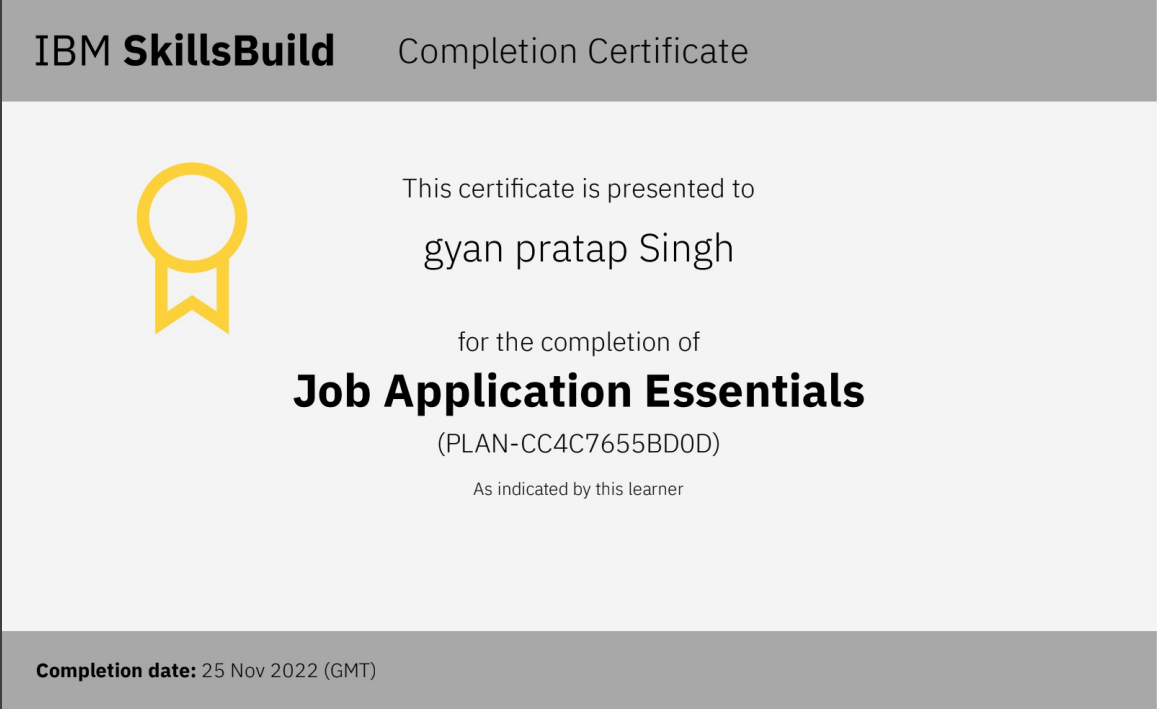 IBM SkillsBuild Completion Certificate
This certificate is presented to
gyan pratap Singh
for the completion of
Job Application Essentials
(PLAN-CC4C7655BD0D)
As indicated by this learner
Completion date: 25 Nov 2022 (GMT)